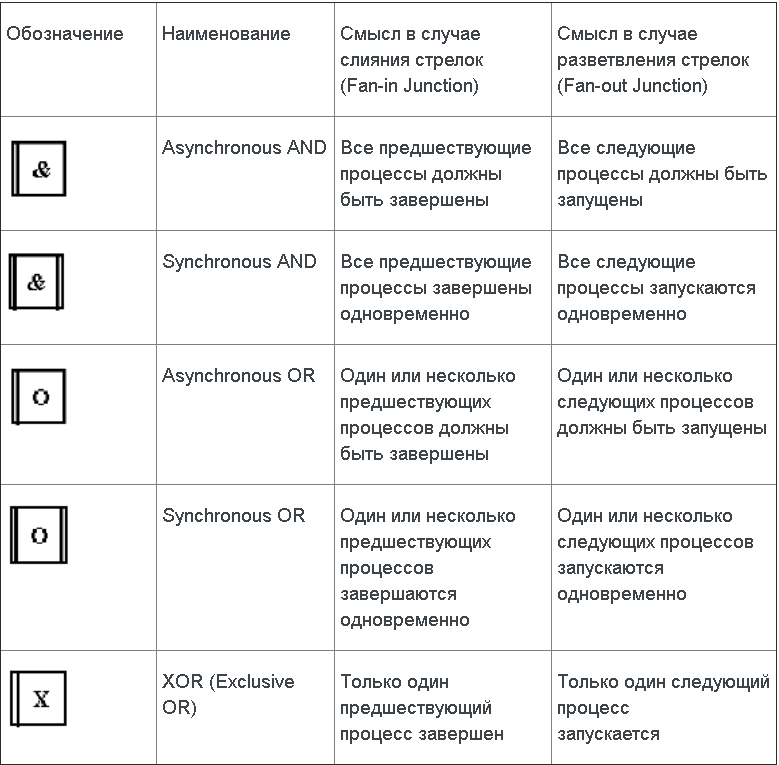 Обозначение
Наименование
Смысл в случае
слияния стрелок
(Fan-in Junction)
Смысл в случае
разветвления стрелок
(Fan-out Junction)
&
Asynchronous AND
Все предшествующие
процессы должны
быть завершены
Все следующие
процессы должны быть
запущены
&
Synchronous AND
Все предшествующие
процессы завершены
одновременно
Все следующие
процессы запускаются
одновременно
O
Asynchronous OR
Один или несколько
предшествующих
процессов должны
быть завершены
Один или несколько
следующих процессов
должны быть запущены
O
Synchronous OR
Один или несколько
предшествующих
процессов
завершаются
одновременно
Один или несколько
следующих процессов
запускаются
одновременно
X
XOR (Exclusive
OR)
Только один
предшествующий
процесс завершен
Только один следующий
процесс
запускается